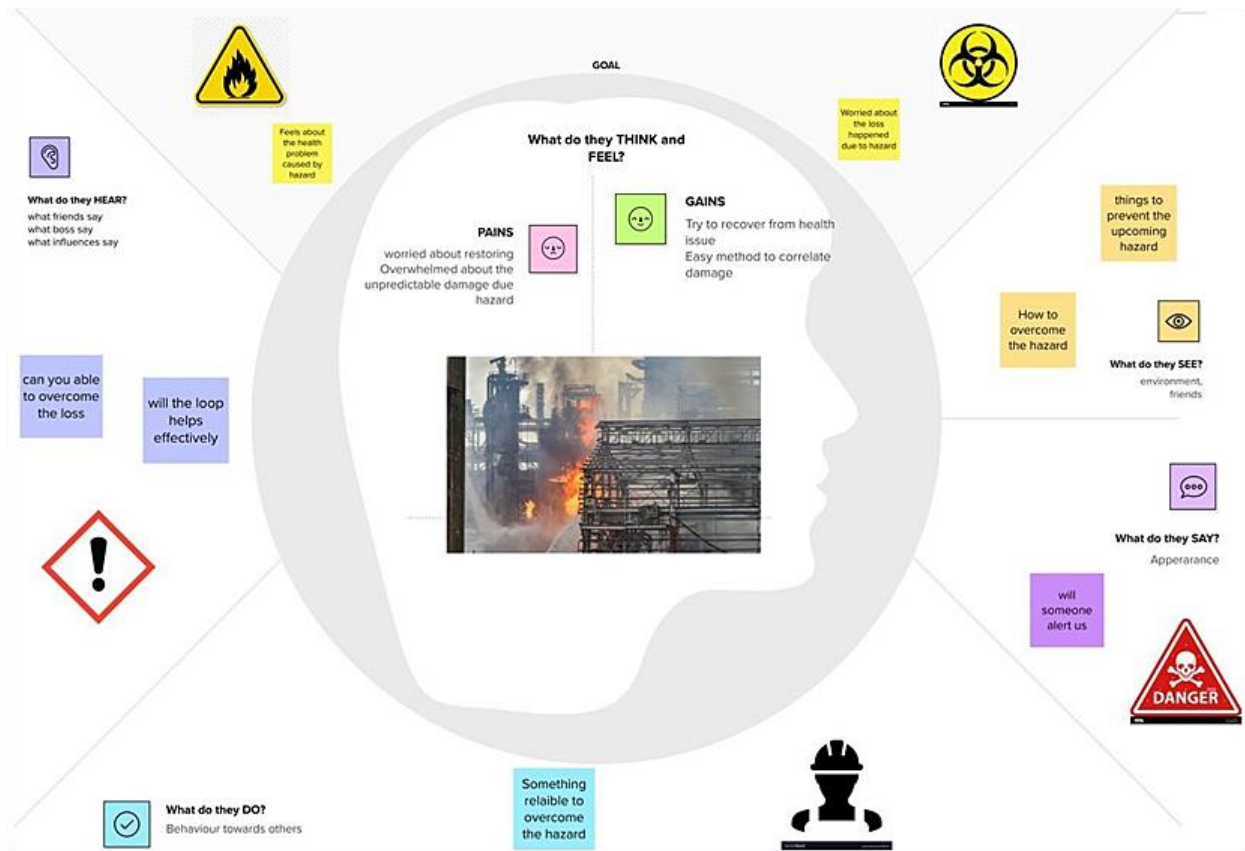 GOAL
What do they THINK and
FEEL?
Feels about
the health
problem
caused by
hazard
Worried about
the loss
happened
due to hazard
What do they HEAR?
what friends say
what boss say
what influences say
PAINS
worried about restoring
Overwhelmed about the
unpredictable damage due
hazard
GAINS
Try to recover from health
issue
Easy method to correlate
damage
things to
prevent the
upcoming
hazard
How to
overcome
the hazard
What do they SEE?
environment,
friends
can you able
to overcome
the loss
will the loop
helps
effectively
What do they SAY?
Apperarance
will
someone
alert us
DANGER
What do they DO?
Behaviour towards others
Something
relaible to
overcome
the hazard